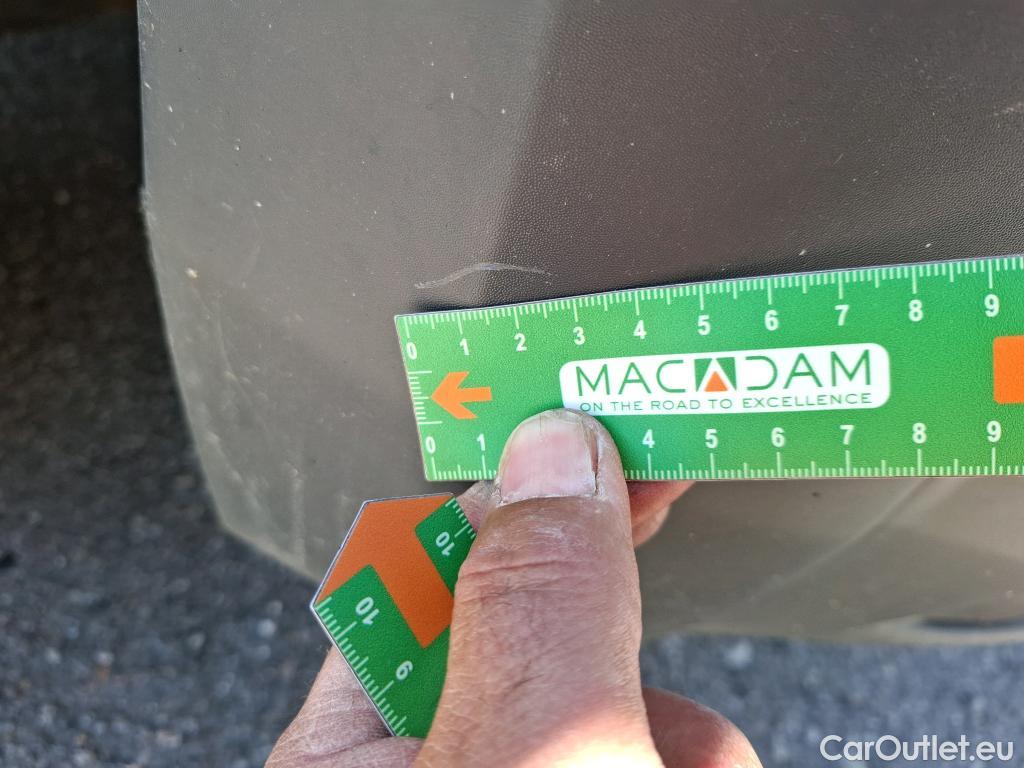 0 1 2 3 4 5 6 7 8 9
MACADAM
ON THE ROAD TO EXCELLENCE
0 1 4 5 6 7 8 9
10
10
9
CarOutlet.eu